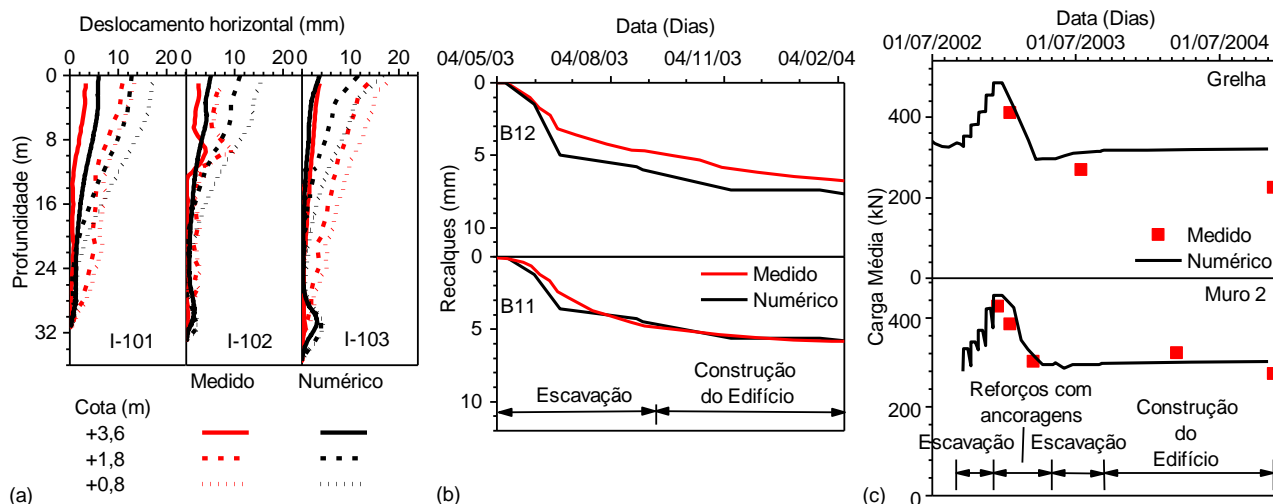 Deslocamento horizontal (mm)
0 10 20 0 10 20 0 10 20
Profundidade (m)
0
8
16
24
32
I-101
I-102
I-103
Medido
Numérico
Cota (m)
+3,6
+1,8
+0,8
(a)
Data (Dias)
04/05/03 04/08/03 04/11/03 04/02/04
Recalques (mm)
0
5
10
B12
0
5
10
B11
Medido
Numérico
Escavação
Construção
do Edifício
(b)
Data (Dias)
01/07/2002 01/07/2003 01/07/2004
Carga Média (kN)
400
200
0
Grelha
Medido
Numérico
400
200
0
Muro 2
Reforços com
ancoragens
Escavação
Escavação
Construção
do
Edifício
(c)